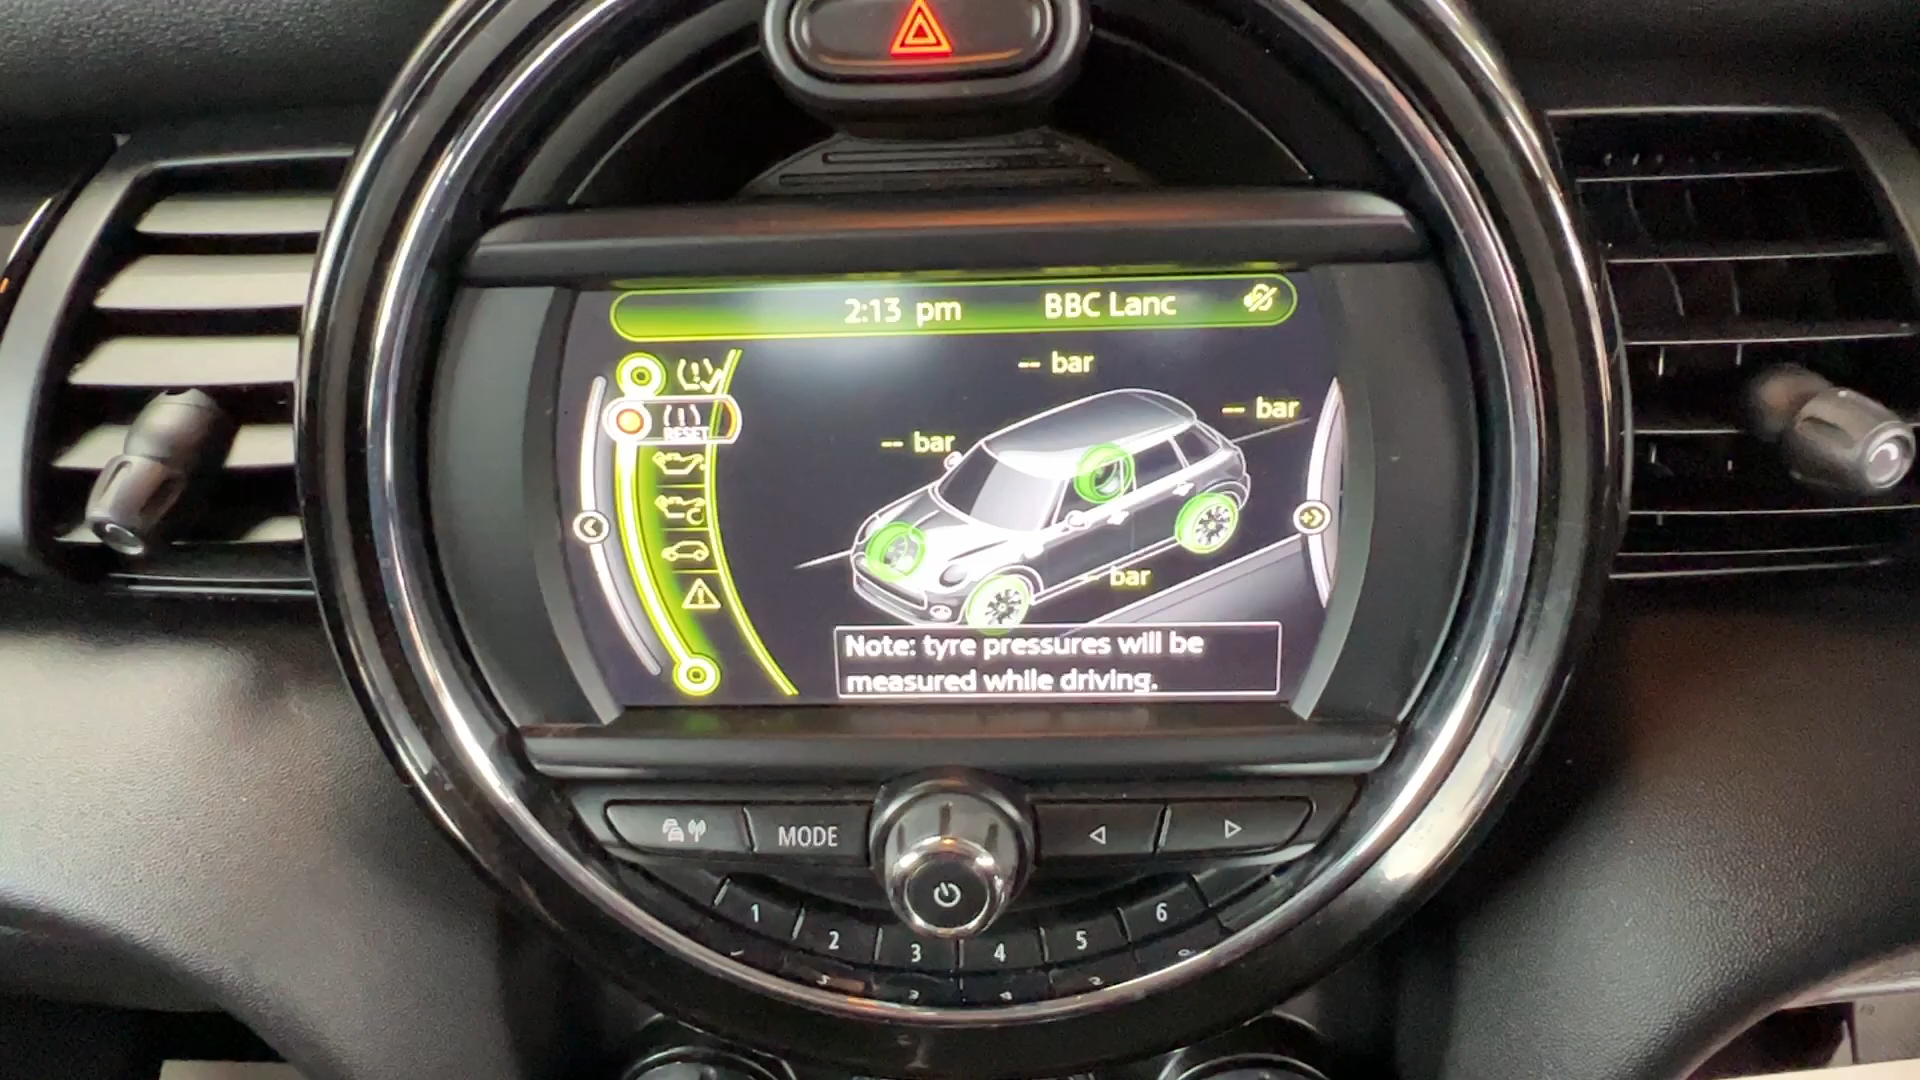 2:13 pm BBC Lanc
-- bar
-- bar
-- bar
RESET
-- bar
Note: tyre pressures will be
measured while driving.
MODE
1 2 3 4 5 6